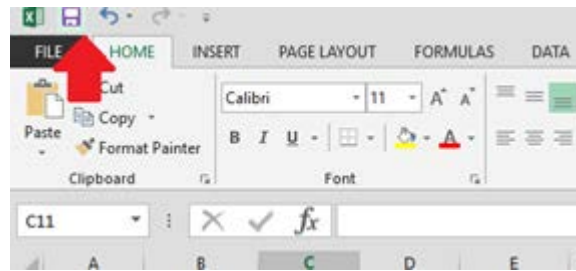 FILE HOME INSERT PAGE LAYOUT FORMULAS DATA
Cut
Calibri 11 A A
Copy
Paste
B I U A
Format Painter
Clipboard Font
C11 fx
A B C D E